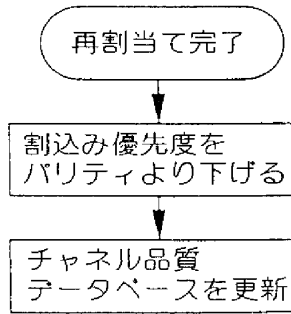 再割当て完了
割込み優先度を
パリティより下げる
チャネル品質
データベースを更新